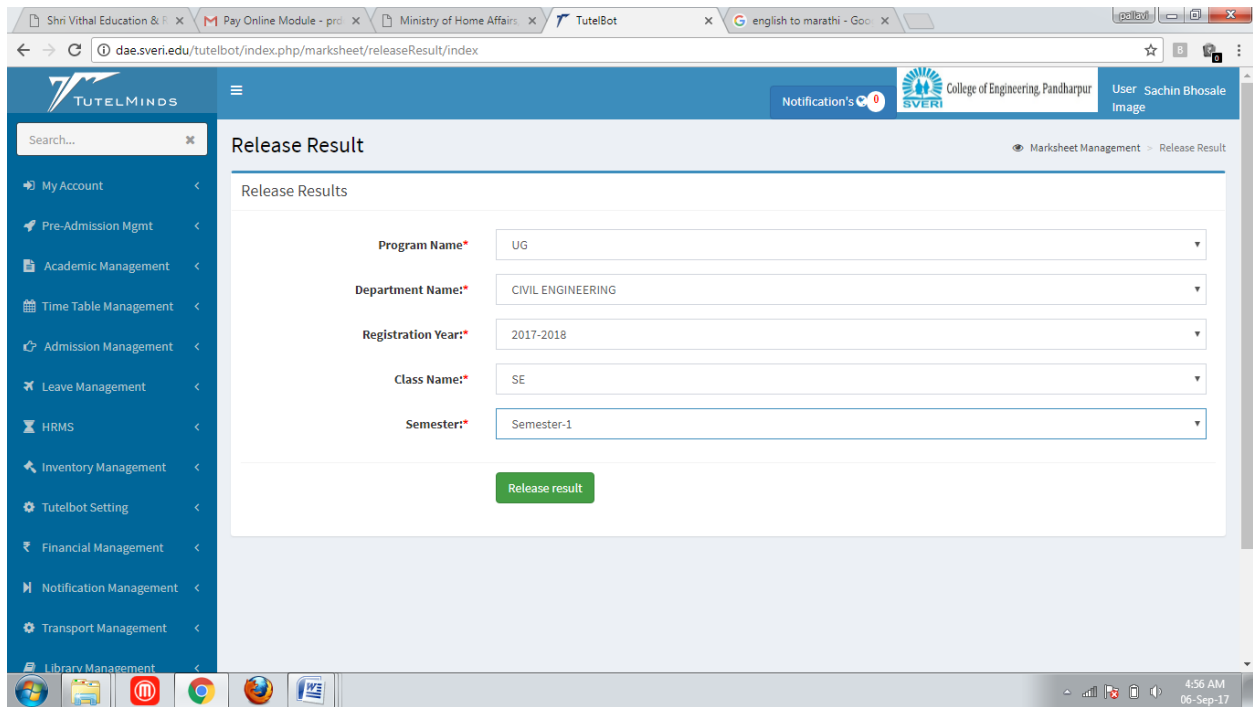 Shri Vithal Education & R
Pay Online Module - prd
Ministry of Home Affairs,
TutelBot
english to marathi - Goo
pallavi
dae.sveri.edu/tutelbot/index.php/marksheet/releaseResult/index
TUTELMINDS
Notification's 0
SVERI
College of Engineering, Pandharpur
User Image
Sachin Bhosale
Search...
Release Result
Marksheet Management > Release Result
My Account
Pre-Admission Mgmt
Academic Management
Time Table Management
Admission Management
Leave Management
HRMS
Inventory Management
Tutelbot Setting
₹ Financial Management
Notification Management
Transport Management
Library Management
Release Results
Program Name* UG
Department Name:* CIVIL ENGINEERING
Registration Year:* 2017-2018
Class Name:* SE
Semester:* Semester-1
Release result
4:56 AM
06-Sep-17